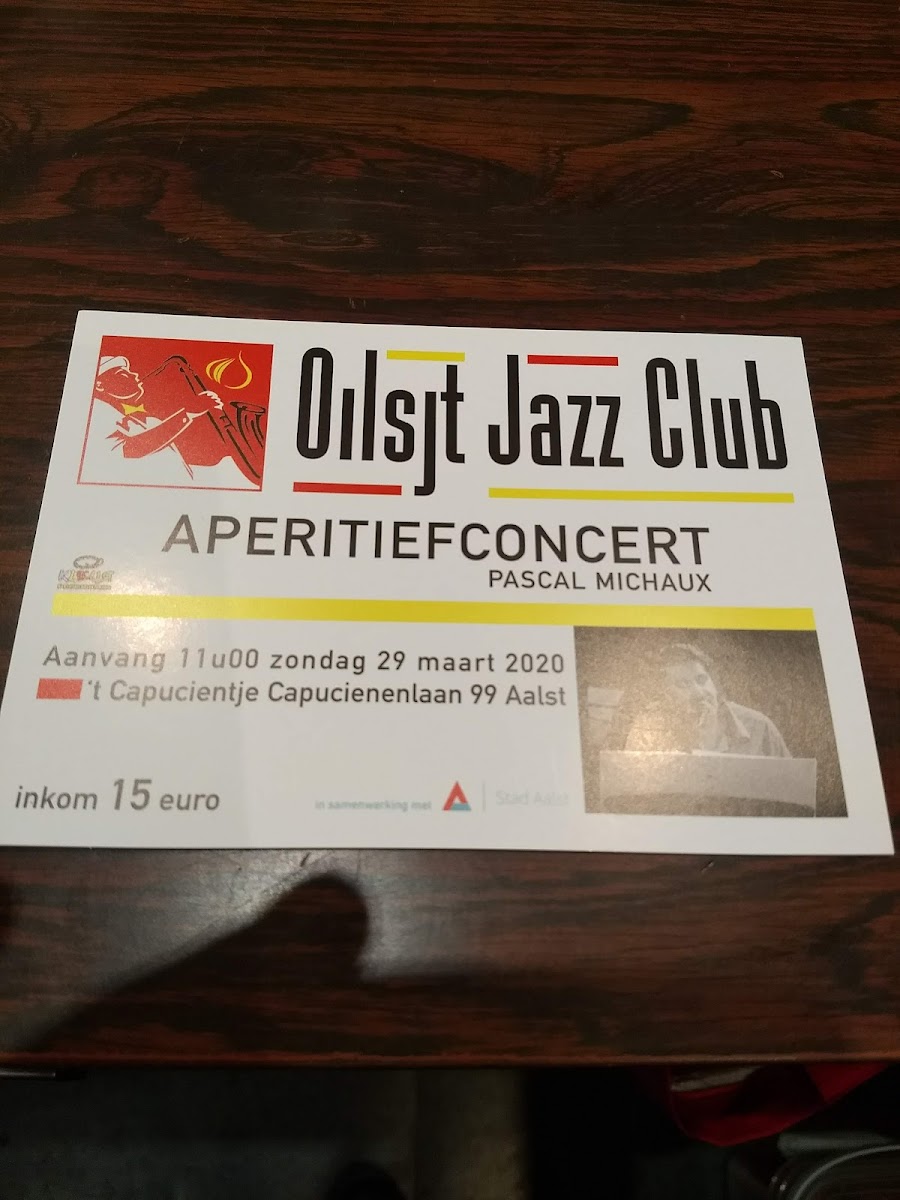 Oilsjt Jazz Club
APERITIEFCONCERT
PASCAL MICHAUX
Aanvang 11u00 zondag 29 maart 2020
't Capucientje Capucienenlaan 99 Aalst
inkom 15 euro
in samenwerking met
Stad Aalst